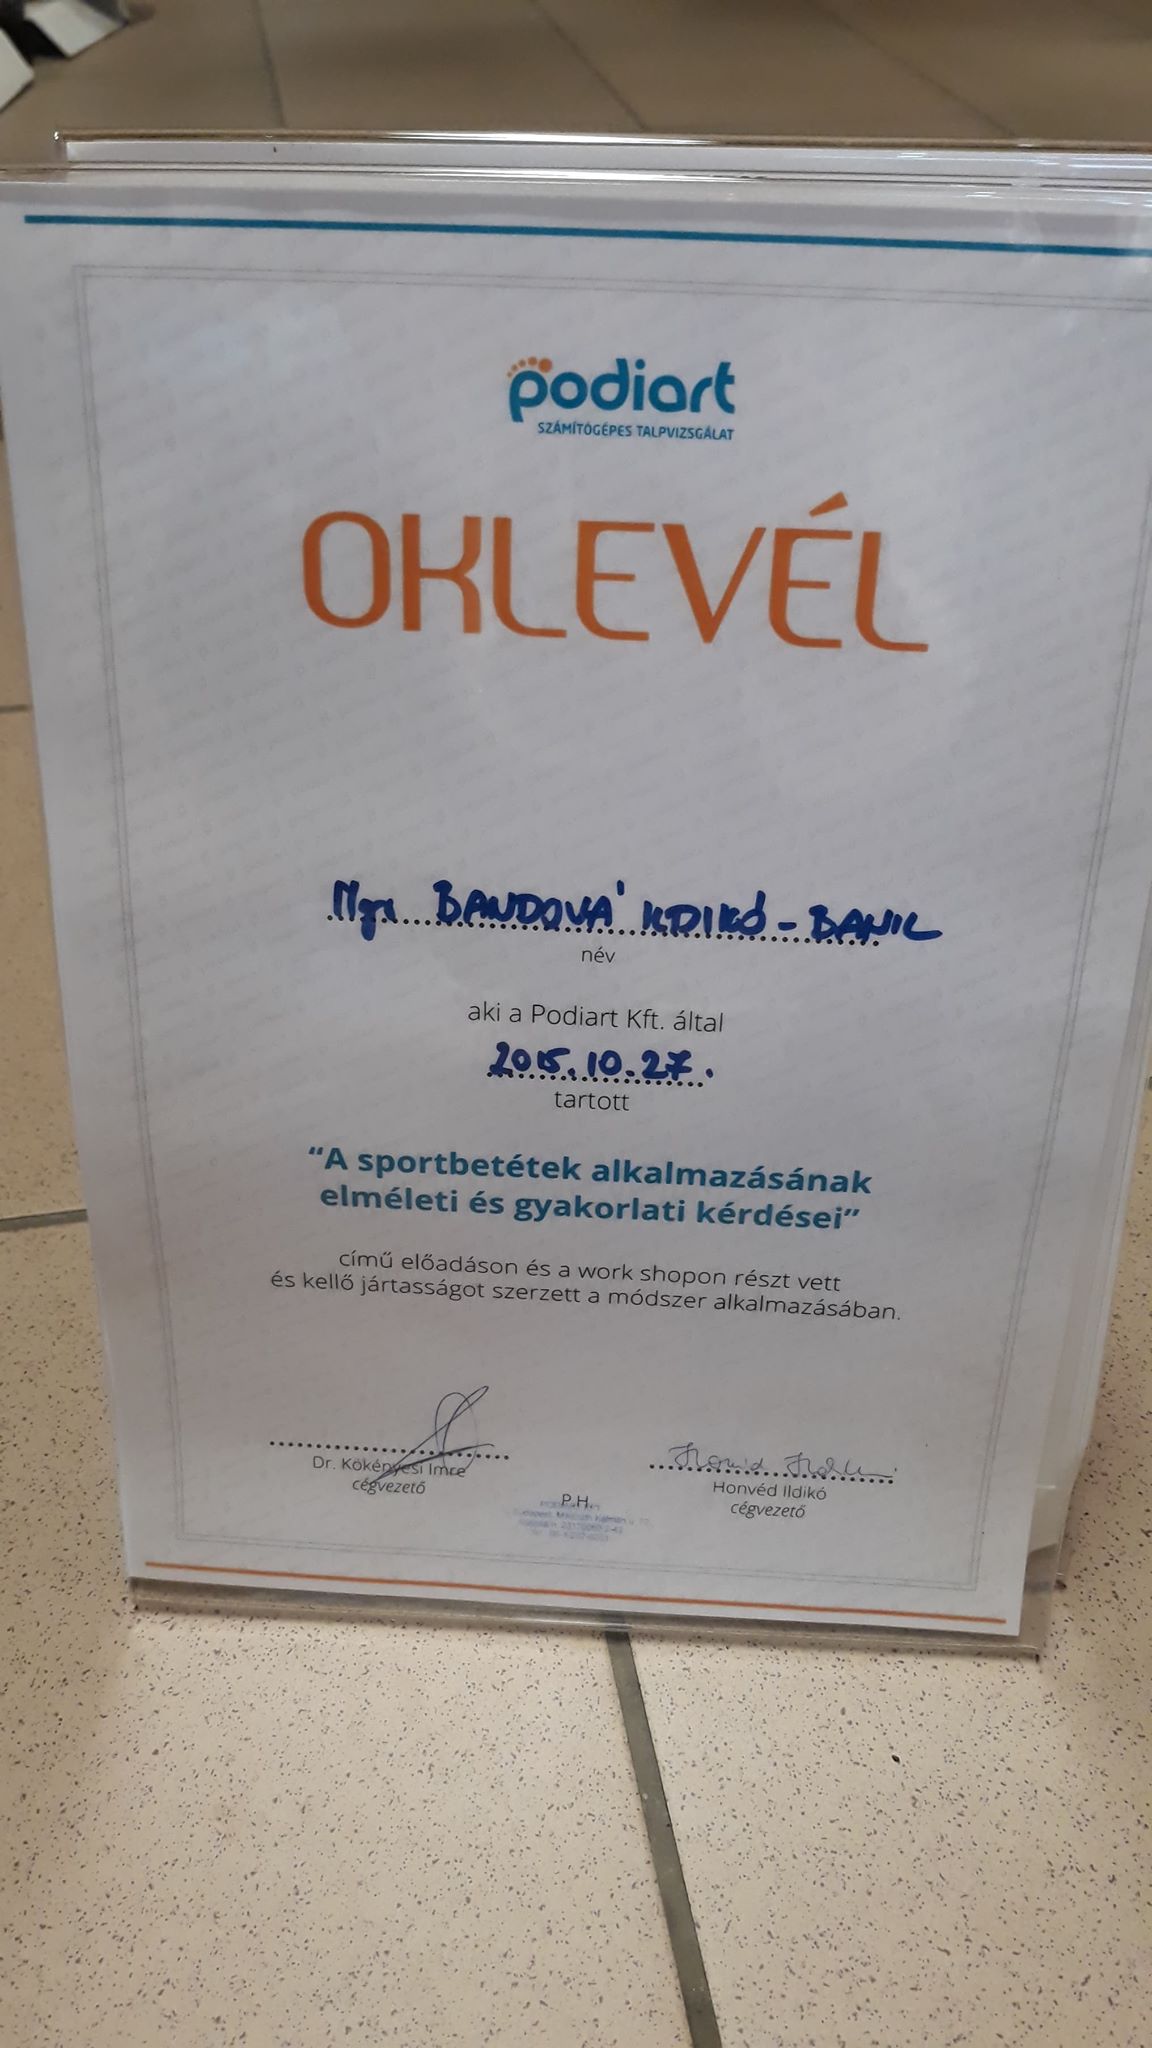 podiart
SZÁMÍTÓGÉPES TALPVIZSGÁLAT
OKLEVÉL
Mgr BANDOVÁ ILDIKÓ - BANIL
név
aki a Podiart Kft. által
2015.10.27.
tartott
“A sportbetétek alkalmazásának
elméleti és gyakorlati kérdései”
című előadáson és a work shopon részt vett
és kellő jártasságot szerzett a módszer alkalmazásában.
Dr. Kökényesi Imre
cégvezető
Honvéd Ildikó
cégvezető
P.H.